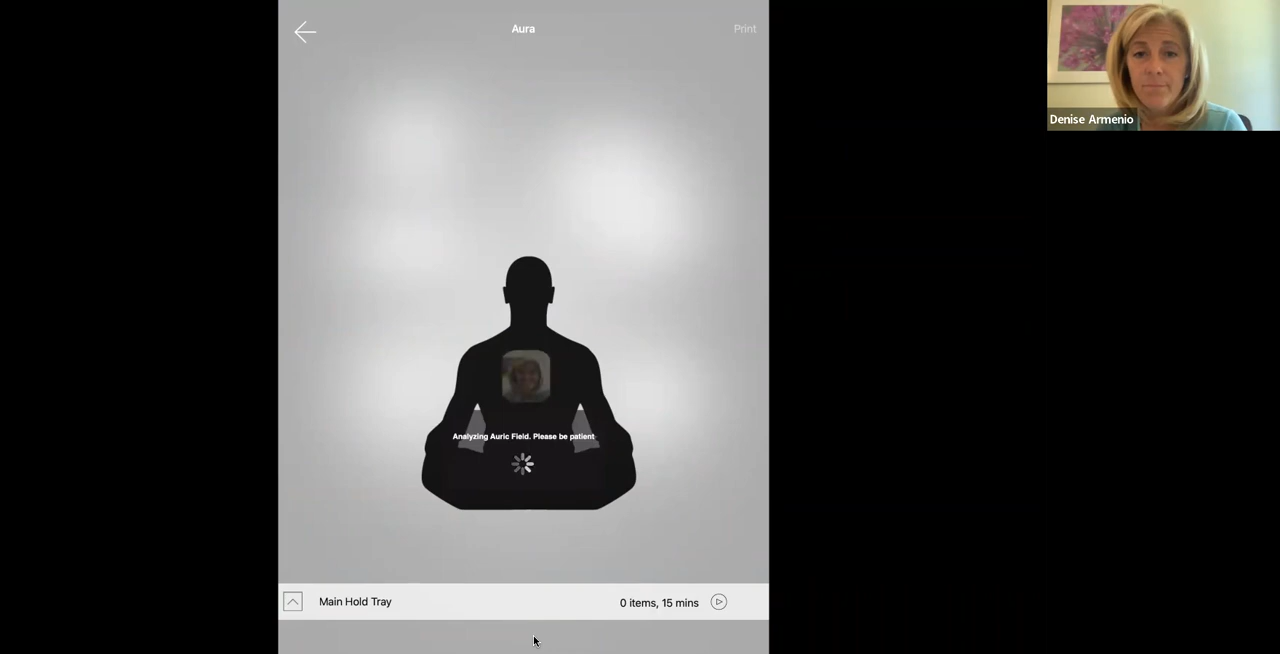 Aura
Print
Denise Armenio
Analyzing Auric Field. Please be patient
Main Hold Tray
0 items, 15 mins